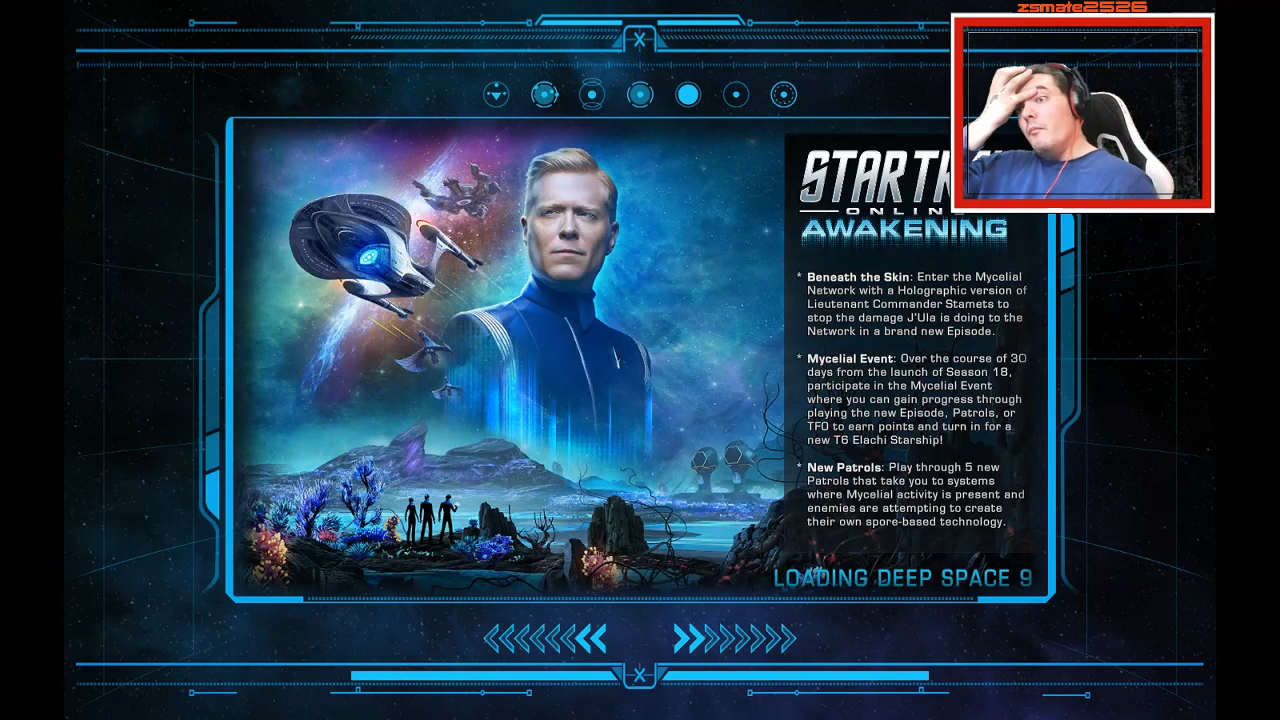 zsmate2526
STAR
ONLIN
AWAKENING
* Beneath the Skin: Enter the Mycelial
Network with a Holographic version of
Lieutenant Commander Stamets to
stop the damage J'Ula is doing to the
Network in a brand new Episode.
* Mycelial Event: Over the course of 30
days from the launch of Season 18,
participate in the Mycelial Event
where you can gain progress through
playing the new Episode, Patrols, or
TFO to earn points and turn in for a
new T6 Elachi Starship!
* New Patrols: Play through 5 new
Patrols that take you to systems
where Mycelial activity is present and
enemies are attempting to create
their own spore-based technology.
LOADING DEEP SPACE 9